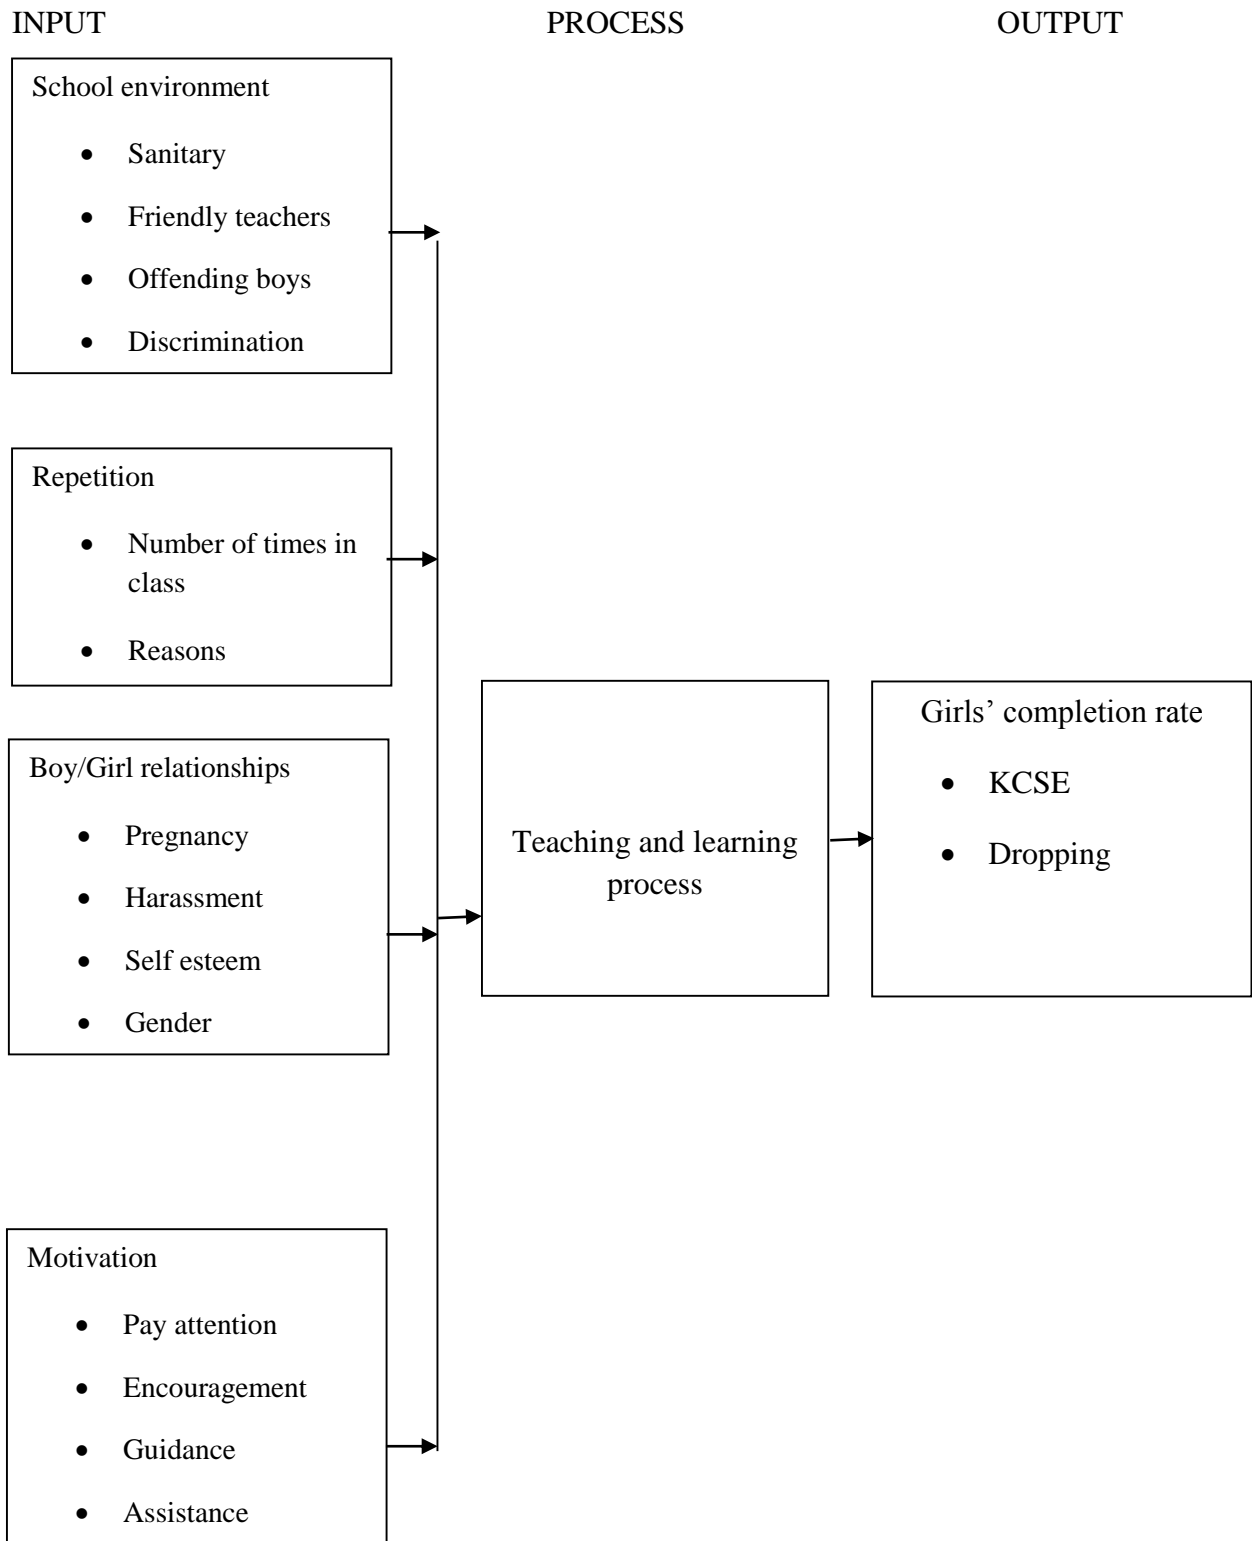 INPUT PROCESS OUTPUT
School environment
• Sanitary
• Friendly teachers
• Offending boys
• Discrimination
Repetition
• Number of times in
class
• Reasons
Boy/Girl relationships
• Pregnancy
• Harassment
• Self esteem
• Gender
Motivation
• Pay attention
• Encouragement
• Guidance
• Assistance
Teaching and learning
process
Girls’ completion rate
• KCSE
• Dropping